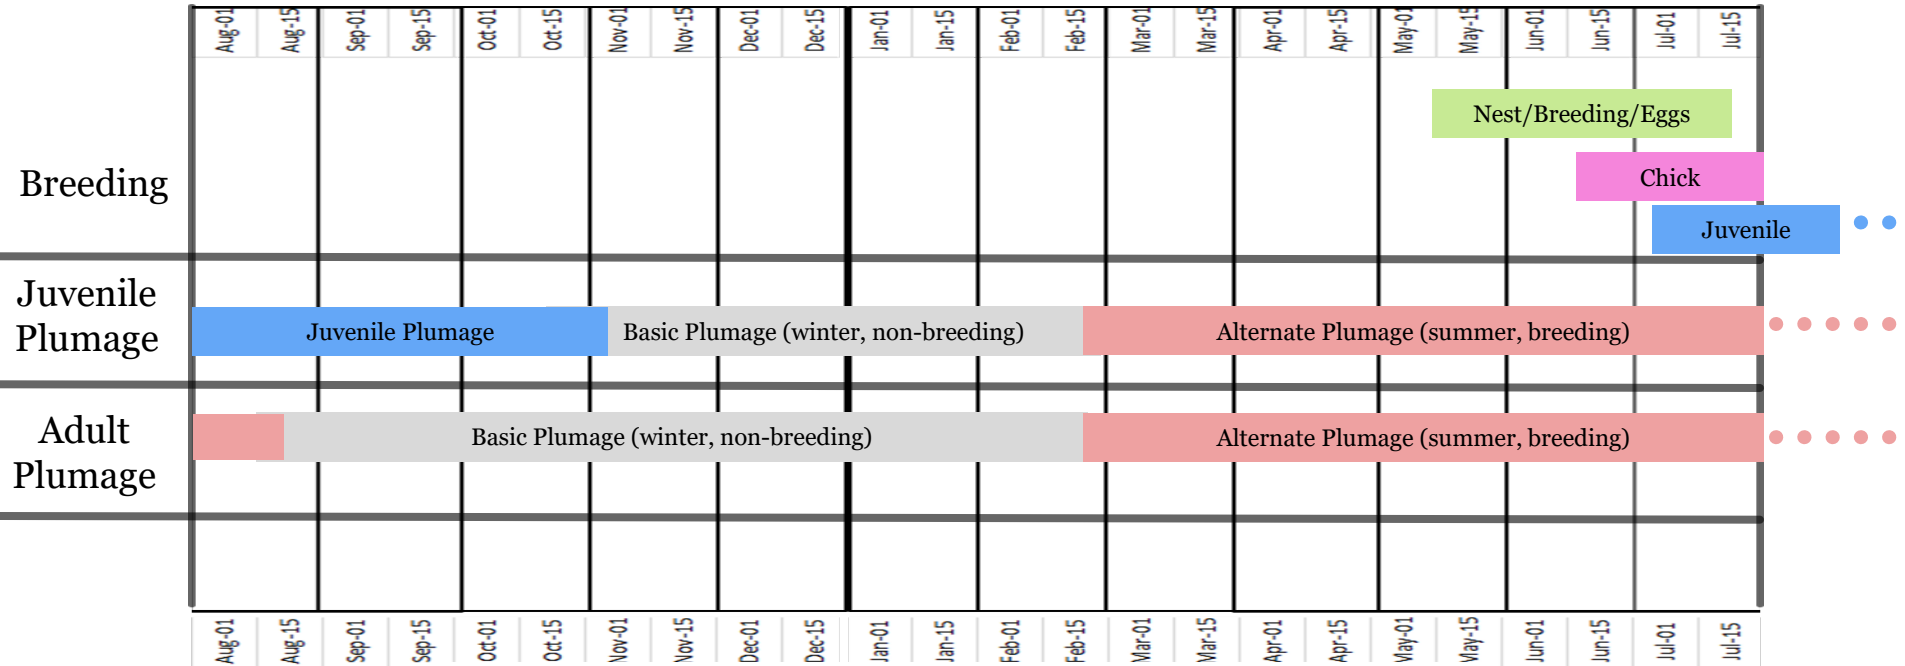 Aug-01 Aug-15 Sep-01 Sep-15 Oct-01 Oct-15 Nov-01 Nov-15 Dec-01 Dec-15 Jan-01 Jan-15 Feb-01 Feb-15 Mar-01 Mar-15 Apr-01 Apr-15 May-01 May-15 Jun-01 Jun-15 Jul-01 Jul-15
Nest/Breeding/Eggs
Breeding
Chick
Juvenile
Juvenile
Plumage
Juvenile Plumage
Basic Plumage (winter, non-breeding)
Alternate Plumage (summer, breeding)
Adult
Plumage
Basic Plumage (winter, non-breeding)
Alternate Plumage (summer, breeding)
Aug-01 Aug-15 Sep-01 Sep-15 Oct-01 Oct-15 Nov-01 Nov-15 Dec-01 Dec-15 Jan-01 Jan-15 Feb-01 Feb-15 Mar-01 Mar-15 Apr-01 Apr-15 May-01 May-15 Jun-01 Jun-15 Jul-01 Jul-15